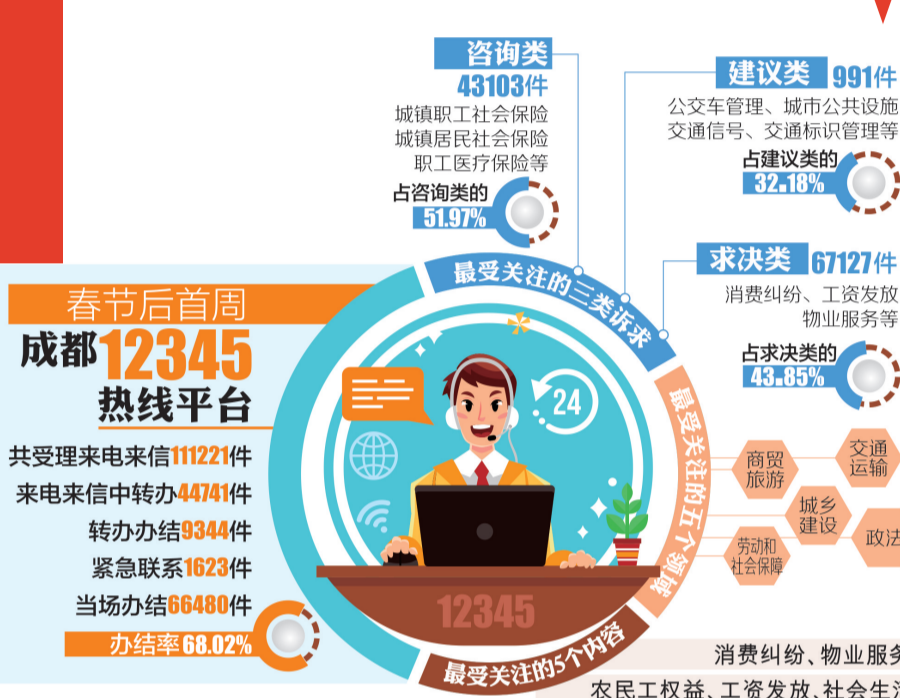 咨询类
43103件
城镇职工社会保险
城镇居民社会保险
职工医疗保险等
占咨询类的
51.97%
建议类 991件
公交车管理、城市公共设施
交通信号、交通标识管理等
占建议类的
32.18%
求决类 67127件
消费纠纷、工资发放
物业服务等
占求决类的
43.85%
春节后首周
成都12345
热线平台
共受理来电来信111221件
来电来信中转办44741件
转办办结9344件
紧急联系1623件
当场办结66480件
办结率68.02%
最受关注的三类诉求
24
12345
最受关注的五个领域
商贸
旅游
交通
运输
城乡
建设
劳动和
社会保障
政法
最受关注的5个内容
消费纠纷、物业服务
农民工权益、工资发放、社会生活